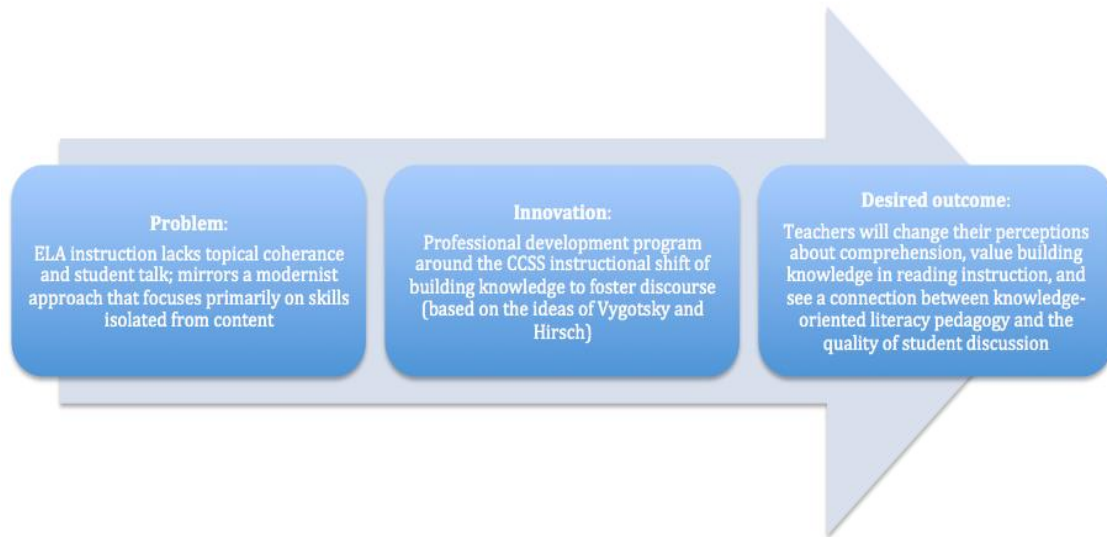 Problem:
ELA instruction lacks topical coherence
and student talk; mirrors a modernist
approach that focuses primarily on skills
isolated from content
Innovation:
Professional development program
around the CCSS instructional shift of
building knowledge to foster discourse
(based on the ideas of Vygotsky and
Hirsch)
Desired outcome:
Teachers will change their perceptions
about comprehension, value building
knowledge in reading instruction, and
see a connection between knowledge-
oriented literacy pedagogy and the
quality of student discussion